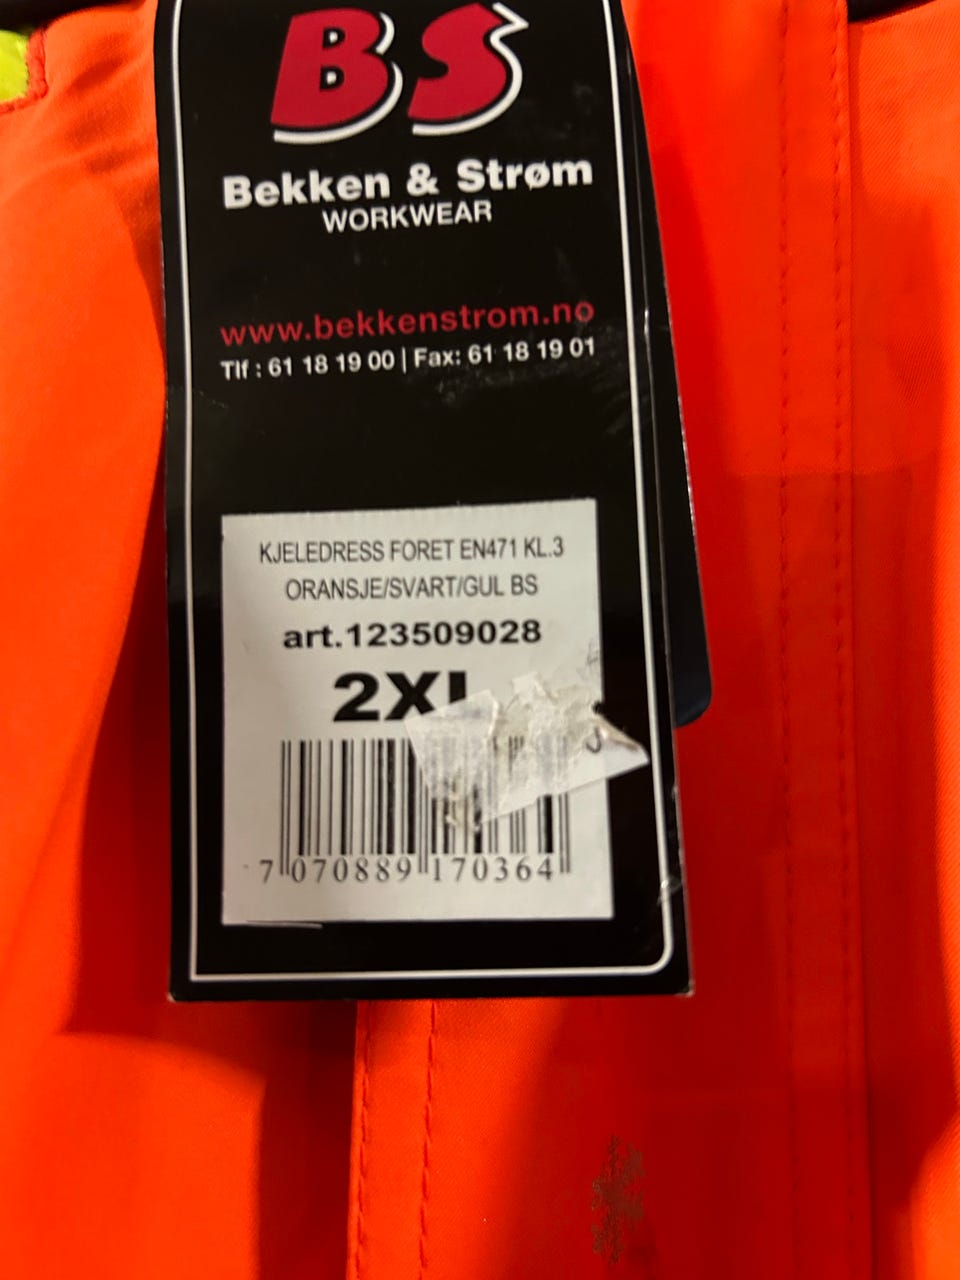 BS
Bekken & Strøm
WORKWEAR
www.bekkenstrom.no
Tlf : 61 18 19 00 | Fax: 61 18 19 01
KJELEDRESS FORET EN471 KL.3
ORANSJE/SVART/GUL BS
art.123509028
2XL
7 070889 170364